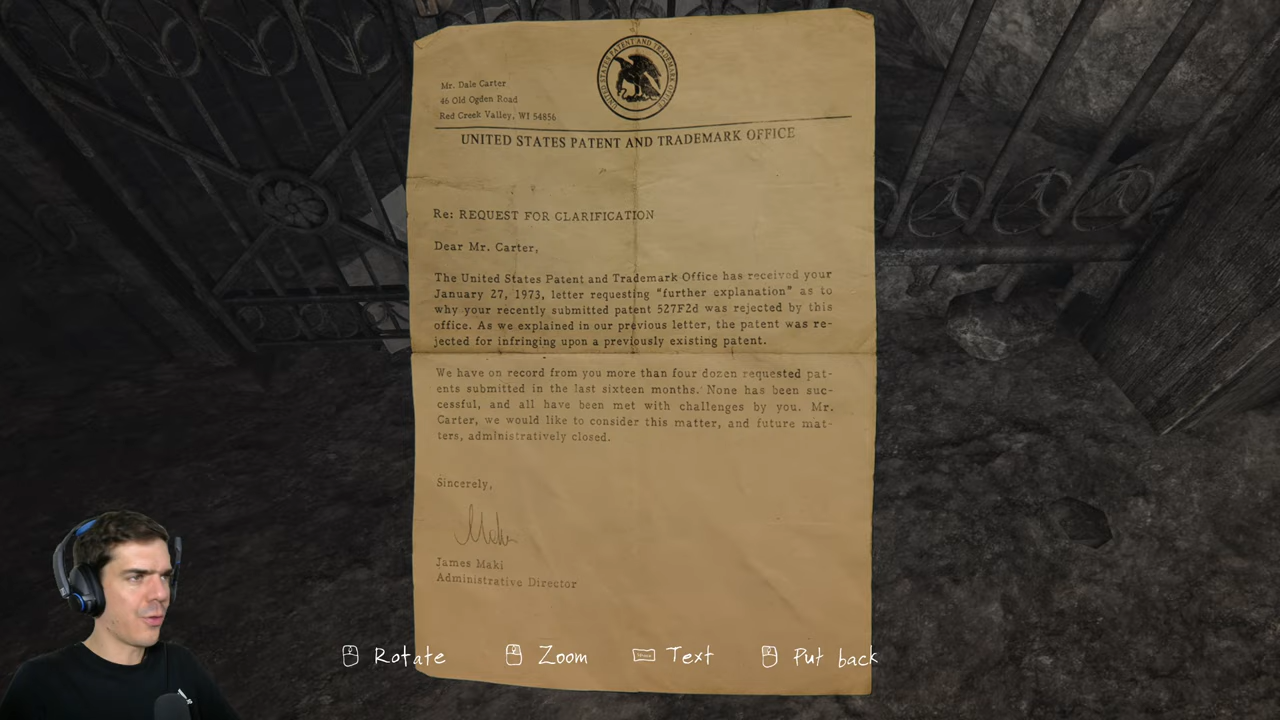 UNITED STATES PATENT AND TRADEMARK OFFICE
Mr. Dale Carter
46 Old Ogden Road
Red Creek Valley, WI 54856
UNITED STATES PATENT AND TRADEMARK OFFICE
Re: REQUEST FOR CLARIFICATION
Dear Mr. Carter,
The United States Patent and Trademark Office has received your
January 27, 1973, letter requesting "further explanation" as to
why your recently submitted patent 527F2d was rejected by this
office. As we explained in our previous letter, the patent was re-
jected for infringing upon a previously existing patent.
We have on record from you more than four dozen requested pat-
ents submitted in the last sixteen months. None has been suc-
cessful, and all have been met with challenges by you. Mr.
Carter, we would like to consider this matter, and future mat-
ters, administratively closed.
Sincerely,
Maki
James Maki
Administrative Director
Rotate Zoom Text Put back